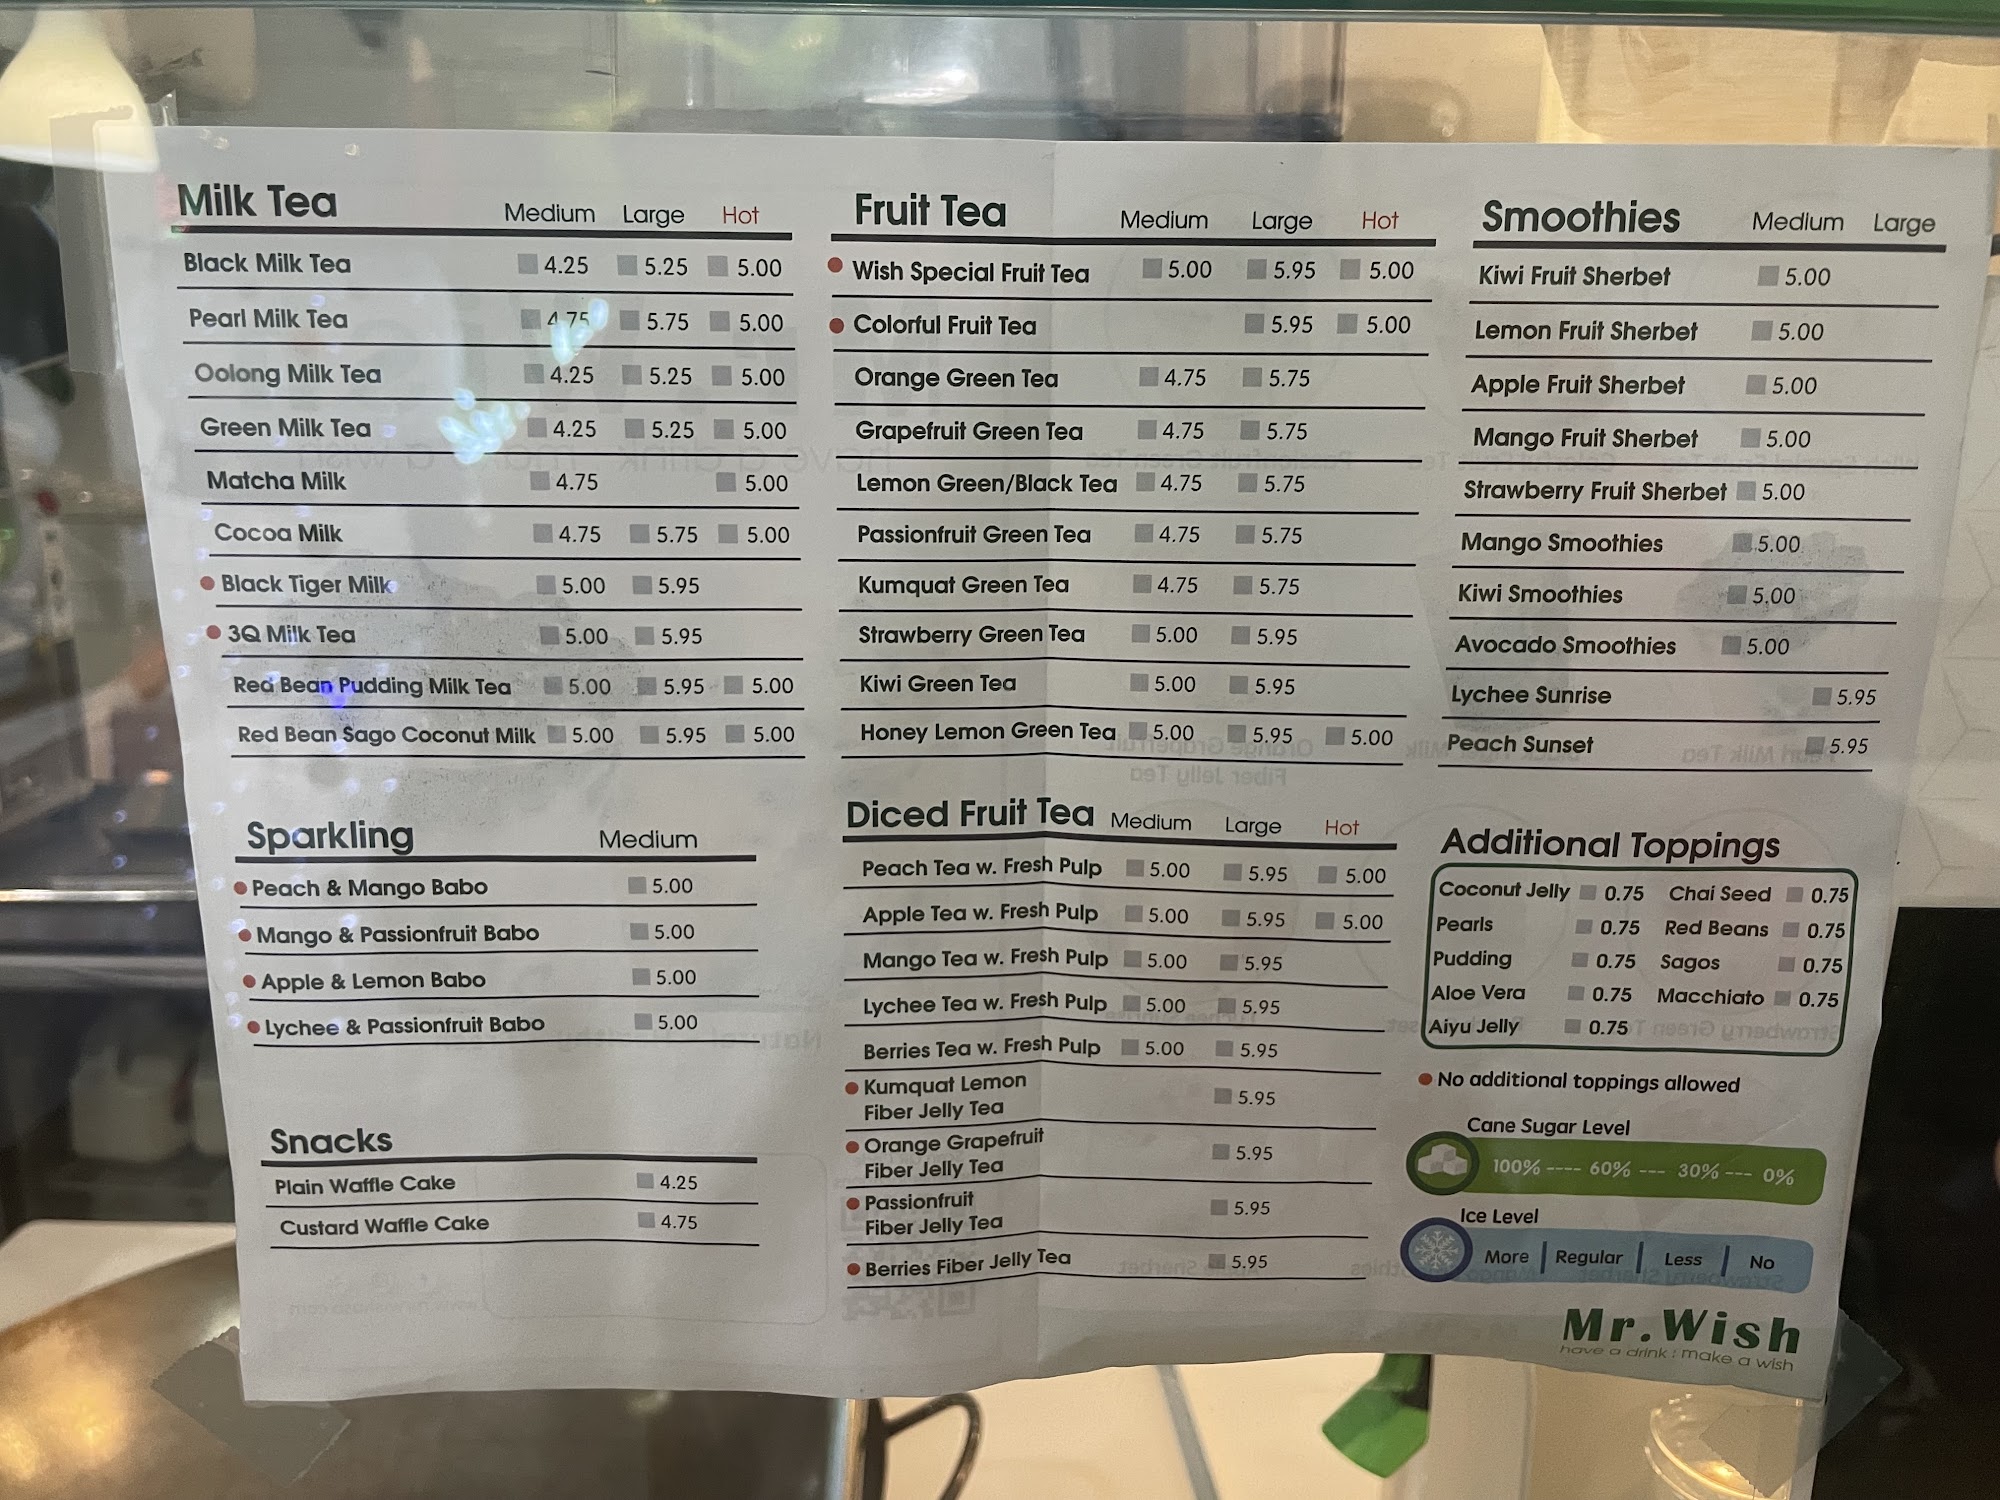 Milk Tea Medium Large Hot
Black Milk Tea 4.25 5.25 5.00
Pearl Milk Tea 4.75 5.75 5.00
Oolong Milk Tea 4.25 5.25 5.00
Green Milk Tea 4.25 5.25 5.00
Matcha Milk 4.75 5.00
Cocoa Milk 4.75 5.75 5.00
Black Tiger Milk 5.00 5.95
3Q Milk Tea 5.00 5.95
Red Bean Pudding Milk Tea 5.00 5.95 5.00
Red Bean Sago Coconut Milk 5.00 5.95 5.00
Sparkling Medium
Peach & Mango Babo 5.00
Mango & Passionfruit Babo 5.00
Apple & Lemon Babo 5.00
Lychee & Passionfruit Babo 5.00
Snacks
Plain Waffle Cake 4.25
Custard Waffle Cake 4.75
Fruit Tea Medium Large Hot
Wish Special Fruit Tea 5.00 5.95 5.00
Colorful Fruit Tea 5.95 5.00
Orange Green Tea 4.75 5.75
Grapefruit Green Tea 4.75 5.75
Lemon Green/Black Tea 4.75 5.75
Passionfruit Green Tea 4.75 5.75
Kumquat Green Tea 4.75 5.75
Strawberry Green Tea 5.00 5.95
Kiwi Green Tea 5.00 5.95
Honey Lemon Green Tea 5.00 5.95 5.00
Diced Fruit Tea Medium Large Hot
Peach Tea w. Fresh Pulp 5.00 5.95 5.00
Apple Tea w. Fresh Pulp 5.00 5.95 5.00
Mango Tea w. Fresh Pulp 5.00 5.95
Lychee Tea w. Fresh Pulp 5.00 5.95
Berries Tea w. Fresh Pulp 5.00 5.95
Kumquat Lemon
Fiber Jelly Tea 5.95
Orange Grapefruit
Fiber Jelly Tea 5.95
Passionfruit
Fiber Jelly Tea 5.95
Berries Fiber Jelly Tea 5.95
Smoothies Medium Large
Kiwi Fruit Sherbet 5.00
Lemon Fruit Sherbet 5.00
Apple Fruit Sherbet 5.00
Mango Fruit Sherbet 5.00
Strawberry Fruit Sherbet 5.00
Mango Smoothies 5.00
Kiwi Smoothies 5.00
Avocado Smoothies 5.00
Lychee Sunrise 5.95
Peach Sunset 5.95
Additional Toppings
Coconut Jelly 0.75 Chai Seed 0.75
Pearls 0.75 Red Beans 0.75
Pudding 0.75 Sagos 0.75
Aloe Vera 0.75 Macchiato 0.75
Aiyu Jelly 0.75
No additional toppings allowed
Cane Sugar Level
100% ---- 60% --- 30% --- 0%
Ice Level
More | Regular | Less | No
Mr.Wish
have a drink : make a wish